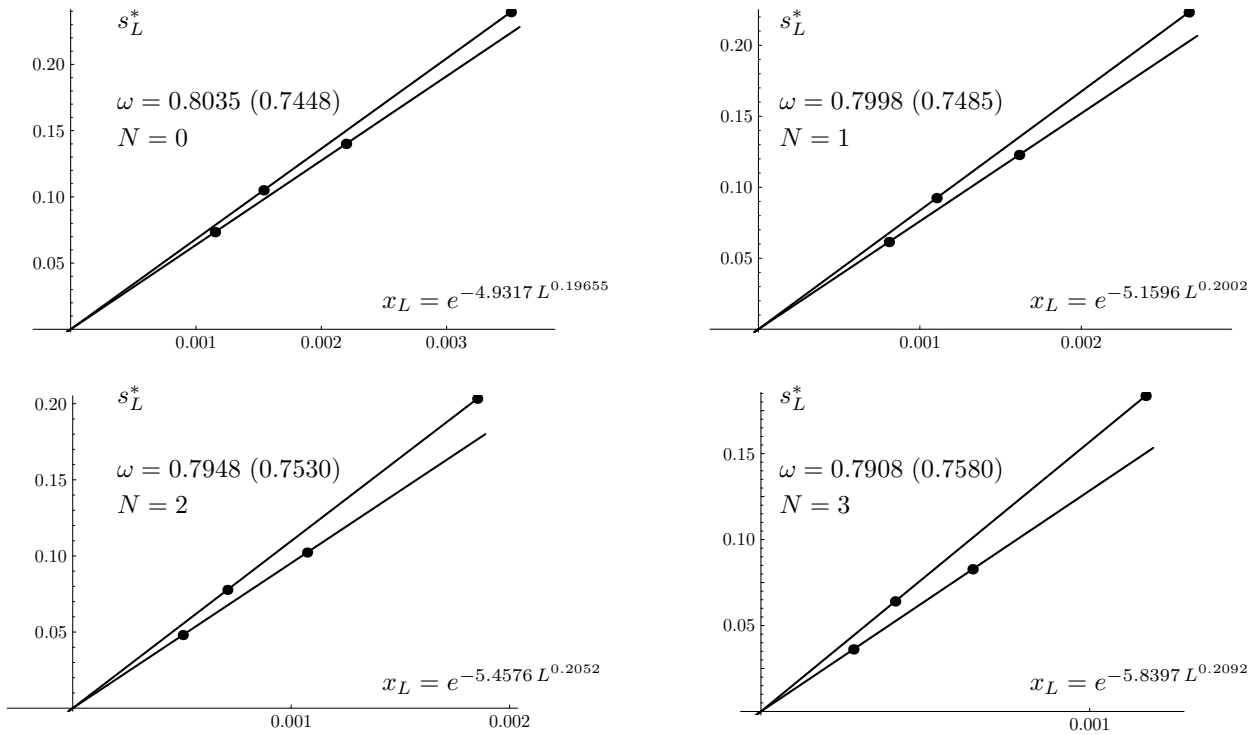 s*_L
0.20
ω = 0.8035 (0.7448)
0.15
N = 0
0.10
0.05
x_L = e^{-4.9317 L^{0.19655}}
0.001 0.002 0.003
s*_L
0.20
ω = 0.7998 (0.7485)
0.15
N = 1
0.10
0.05
x_L = e^{-5.1596 L^{0.2002}}
0.001 0.002
s*_L
0.20
ω = 0.7948 (0.7530)
0.15
N = 2
0.10
0.05
x_L = e^{-5.4576 L^{0.2052}}
0.001 0.002
s*_L
0.15
ω = 0.7908 (0.7580)
N = 3
0.10
0.05
x_L = e^{-5.8397 L^{0.2092}}
0.001